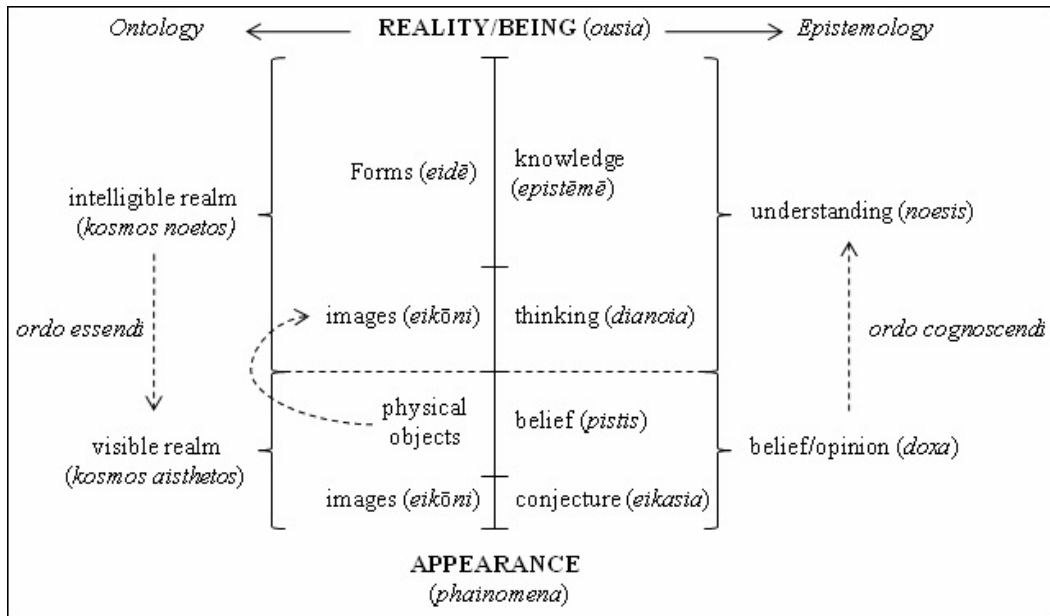 Ontology REALITY/BEING (ousia) Epistemology
Forms (eidē)
knowledge
(epistēmē)
intelligible realm
(kosmos noetos)
understanding (noesis)
images (eikōni)
thinking (dianoia)
ordo essendi
ordo cognoscendi
physical
objects
belief (pistis)
visible realm
(kosmos aisthetos)
belief/opinion (doxa)
images (eikōni)
conjecture (eikasia)
APPEARANCE
(phainomena)